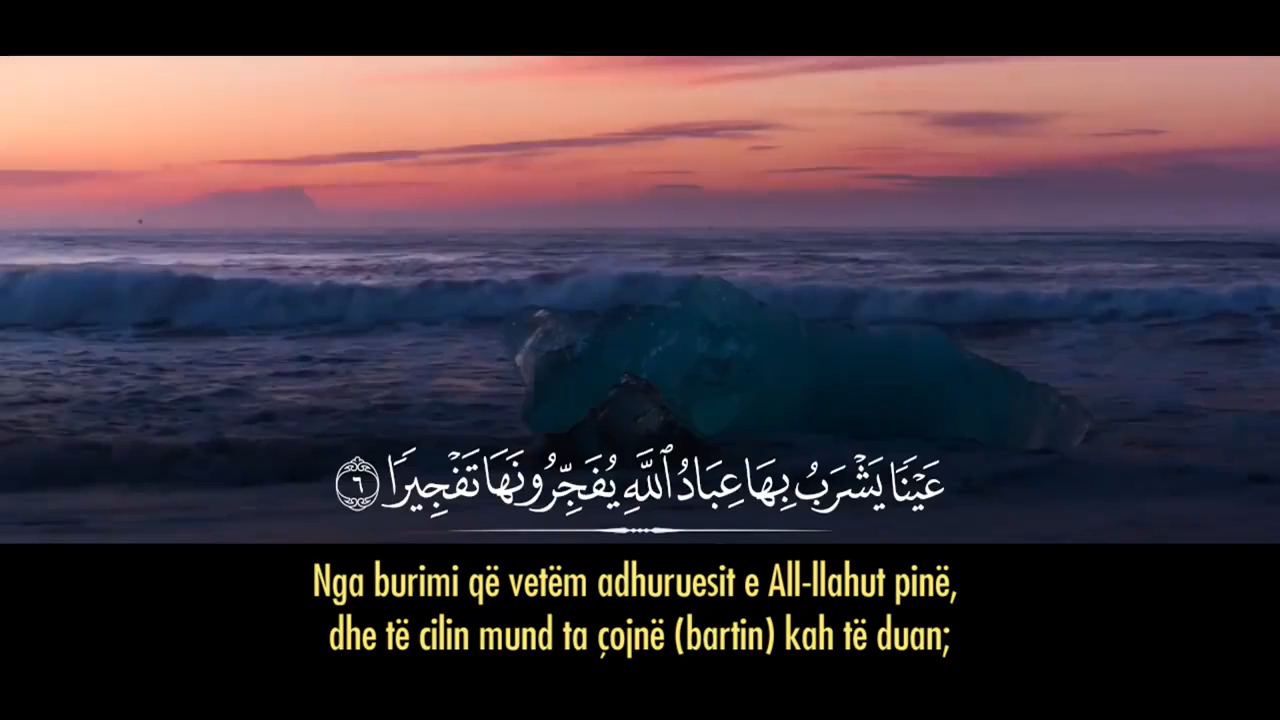 عَيْنًا يَشْرَبُ بِهَا عِبَادُ ٱللَّهِ يُفَجِّرُونَهَا تَفْجِيرًا ٦
Nga burimi që vetëm adhuruesit e All-llahut pinë,
dhe të cilin mund ta çojnë (bartin) kah të duan;